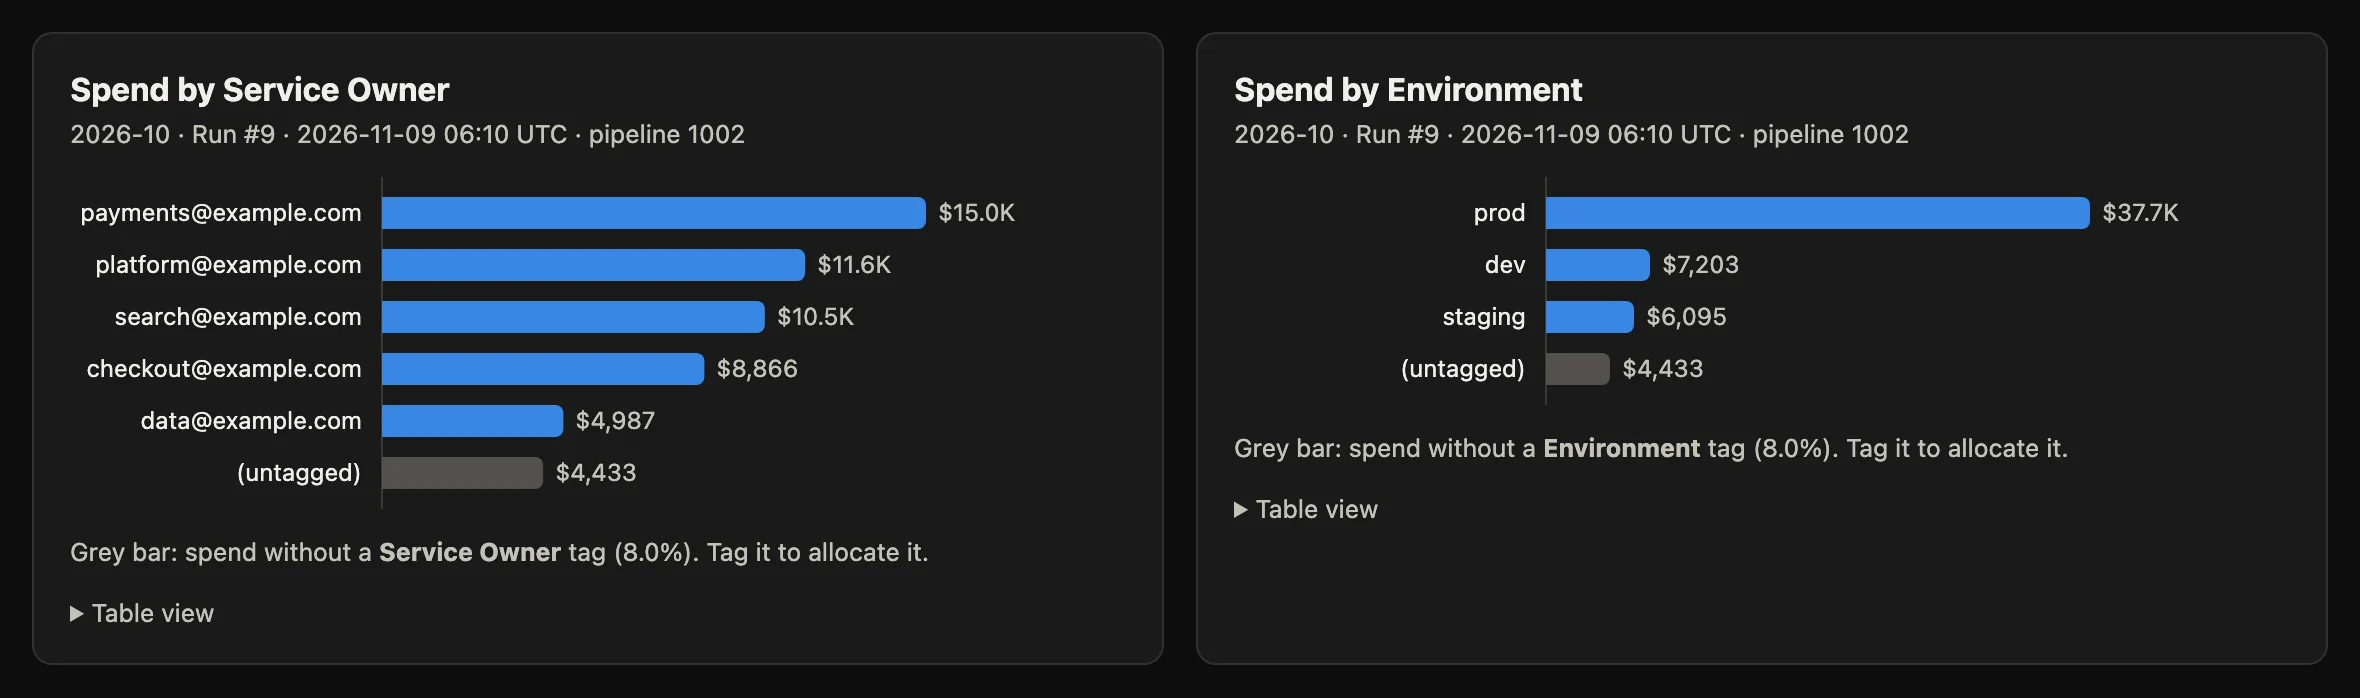 Spend by Service Owner
2026-10 · Run #9 · 2026-11-09 06:10 UTC · pipeline 1002
payments@example.com $15.0K
platform@example.com $11.6K
search@example.com $10.5K
checkout@example.com $8,866
data@example.com $4,987
(untagged) $4,433
Grey bar: spend without a Service Owner tag (8.0%). Tag it to allocate it.
▶ Table view
Spend by Environment
2026-10 · Run #9 · 2026-11-09 06:10 UTC · pipeline 1002
prod $37.7K
dev $7,203
staging $6,095
(untagged) $4,433
Grey bar: spend without a Environment tag (8.0%). Tag it to allocate it.
▶ Table view